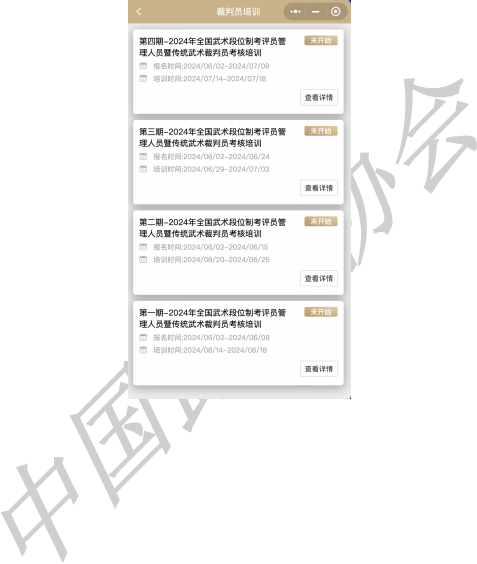 裁判员培训
第四期-2024年全国武术段位制考评员管
理人员暨传统武术裁判员考核培训
未开始
报名时间:2024/06/02-2024/07/09
培训时间:2024/07/14-2024/07/18
查看详情
第三期-2024年全国武术段位制考评员管
理人员暨传统武术裁判员考核培训
未开始
报名时间:2024/06/02-2024/06/24
培训时间:2024/06/29-2024/07/03
查看详情
第二期-2024年全国武术段位制考评员管
理人员暨传统武术裁判员考核培训
未开始
报名时间:2024/06/02-2024/06/15
培训时间:2024/06/20-2024/06/25
查看详情
第一期-2024年全国武术段位制考评员管
理人员暨传统武术裁判员考核培训
未开始
报名时间:2024/06/02-2024/06/08
培训时间:2024/06/14-2024/06/18
查看详情
中国武术协会